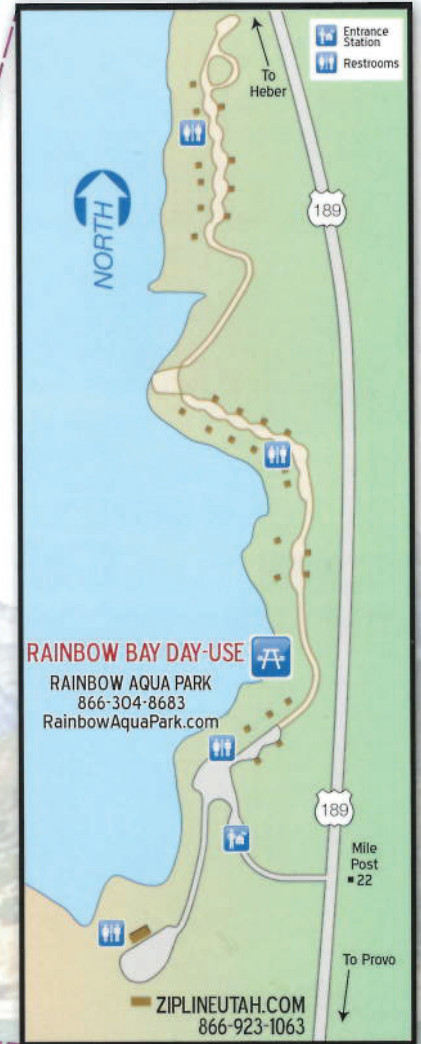 Entrance
Station
Restrooms
To
Heber
189
NORTH
RAINBOW BAY DAY-USE
RAINBOW AQUA PARK
866-304-8683
RainbowAquaPark.com
189
Mile
Post
22
To Provo
ZIPLINEUTAH.COM
866-923-1063